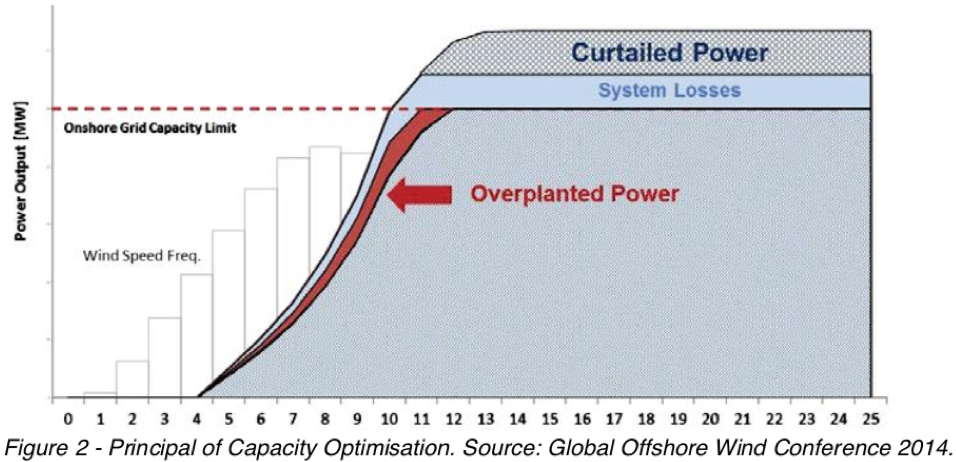 Curtailed Power
System Losses
Onshore Grid Capacity Limit
Power Output [MW]
Overplanted Power
Wind Speed Freq.
0 1 2 3 4 5 6 7 8 9 10 11 12 13 14 15 16 17 18 19 20 21 22 23 24 25
Figure 2 - Principal of Capacity Optimisation. Source: Global Offshore Wind Conference 2014.